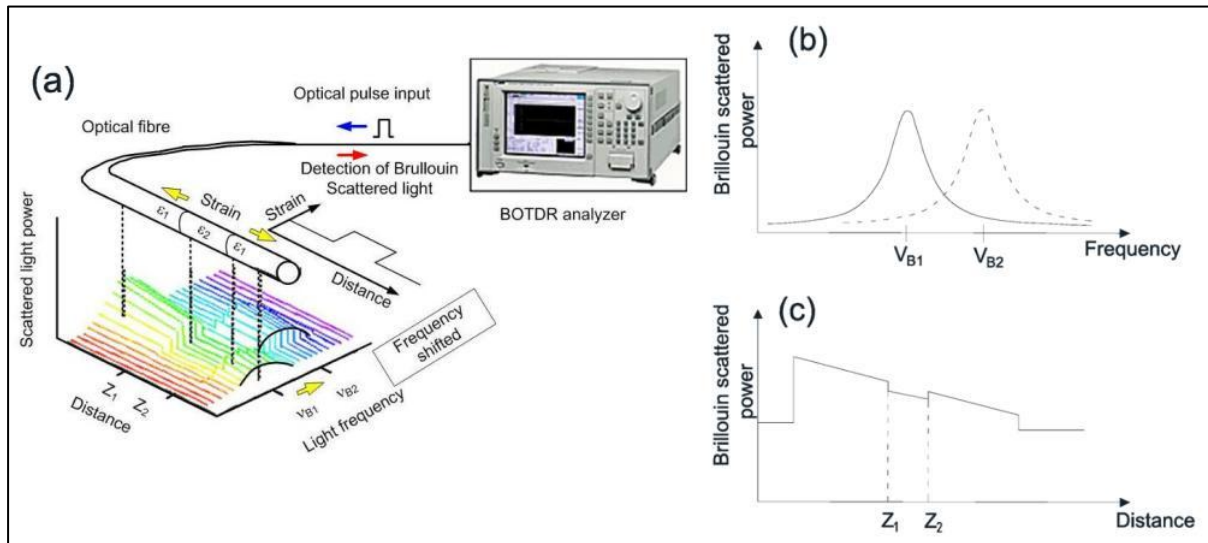 (a)
Optical pulse input
Optical fibre
Detection of Brullouin
Scattered light
BOTDR analyzer
Strain
ε1
ε2
ε1
Strain
Distance
Scattered light power
Frequency
shifted
Z1
Z2
Distance
νB1
νB2
Light frequency
(b)
Brillouin scattered
power
VB1
VB2
Frequency
(c)
Brillouin scattered
power
Z1
Z2
Distance